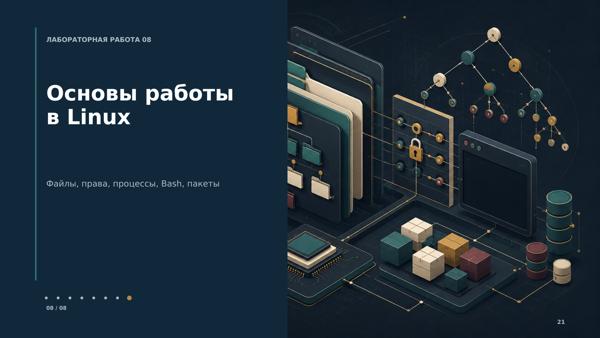 ЛАБОРАТОРНАЯ РАБОТА 08
Основы работы
в Linux
Файлы, права, процессы, Bash, пакеты
08 / 08
21